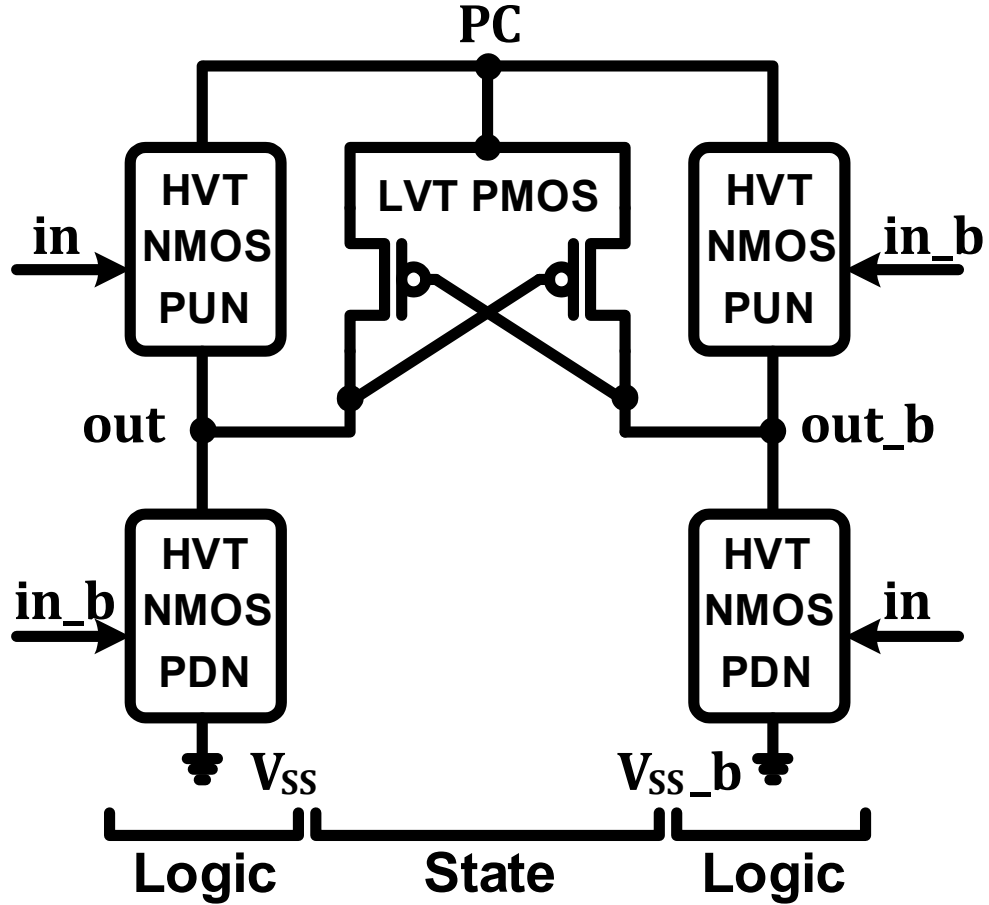 PC
HVT
NMOS
PUN
LVT PMOS
HVT
NMOS
PUN
in
in_b
out
out_b
HVT
NMOS
PDN
HVT
NMOS
PDN
in_b
in
VSS
VSS_b
Logic
State
Logic